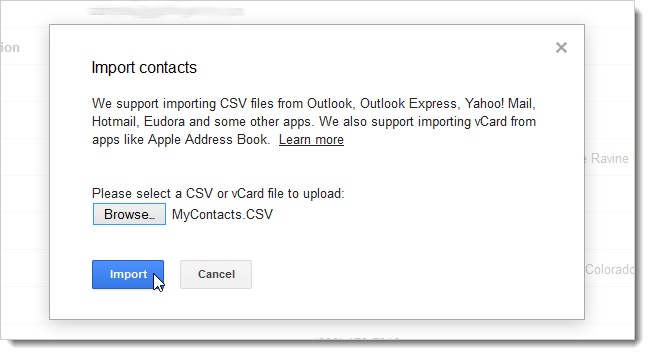 Import contacts
We support importing CSV files from Outlook, Outlook Express, Yahoo! Mail,
Hotmail, Eudora and some other apps. We also support importing vCard from
apps like Apple Address Book. Learn more
Ravine
Please select a CSV or vCard file to upload:
Browse... MyContacts.CSV
Colorado
Import Cancel